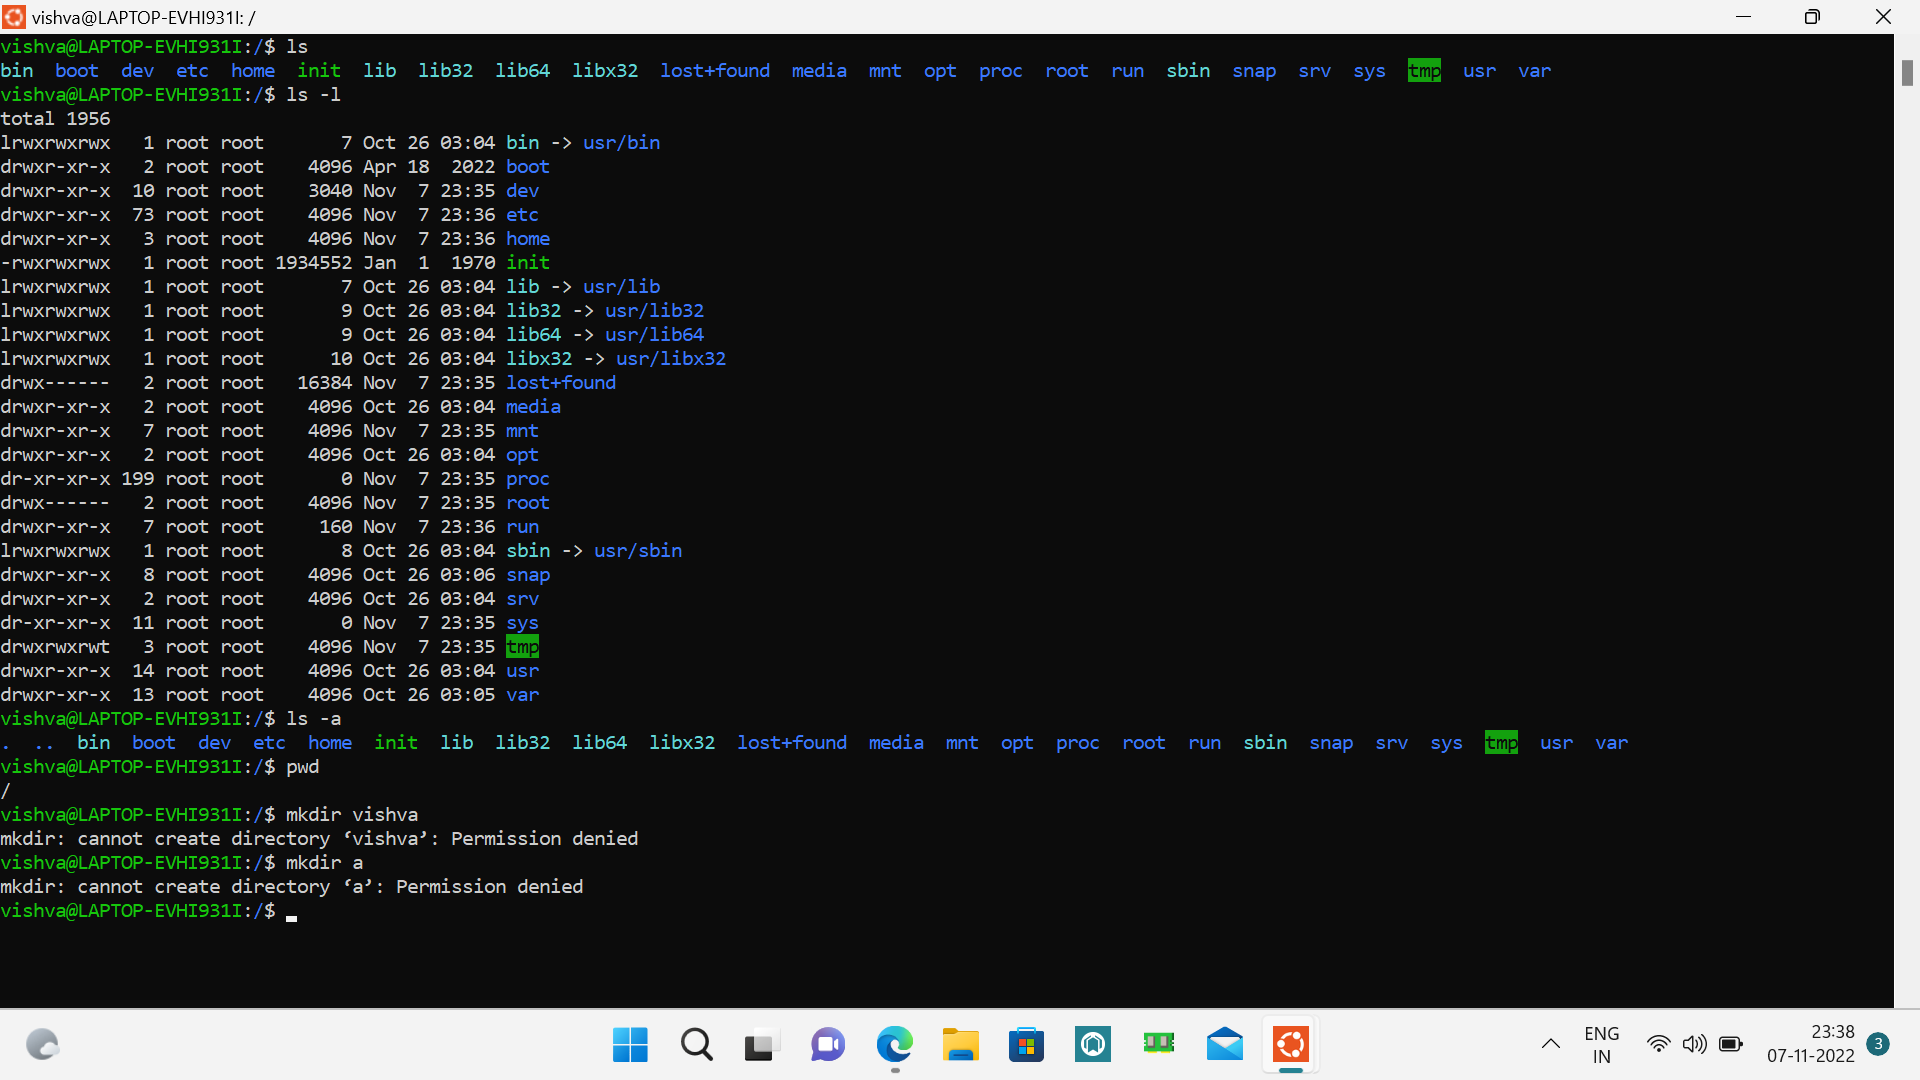 vishva@LAPTOP-EVHI931I: /
vishva@LAPTOP-EVHI931I:/$ ls
bin  boot  dev  etc  home  init  lib  lib32  lib64  libx32  lost+found  media  mnt  opt  proc  root  run  sbin  snap  srv  sys  tmp  usr  var
vishva@LAPTOP-EVHI931I:/$ ls -l
total 1956
lrwxrwxrwx   1 root root       7 Oct 26 03:04 bin -> usr/bin
drwxr-xr-x   2 root root    4096 Apr 18  2022 boot
drwxr-xr-x  10 root root    3040 Nov  7 23:35 dev
drwxr-xr-x  73 root root    4096 Nov  7 23:36 etc
drwxr-xr-x   3 root root    4096 Nov  7 23:36 home
-rwxrwxrwx   1 root root 1934552 Jan  1  1970 init
lrwxrwxrwx   1 root root       7 Oct 26 03:04 lib -> usr/lib
lrwxrwxrwx   1 root root       9 Oct 26 03:04 lib32 -> usr/lib32
lrwxrwxrwx   1 root root       9 Oct 26 03:04 lib64 -> usr/lib64
lrwxrwxrwx   1 root root      10 Oct 26 03:04 libx32 -> usr/libx32
drwx------   2 root root   16384 Nov  7 23:35 lost+found
drwxr-xr-x   2 root root    4096 Oct 26 03:04 media
drwxr-xr-x   7 root root    4096 Nov  7 23:35 mnt
drwxr-xr-x   2 root root    4096 Oct 26 03:04 opt
dr-xr-xr-x 199 root root       0 Nov  7 23:35 proc
drwx------   2 root root    4096 Nov  7 23:35 root
drwxr-xr-x   7 root root     160 Nov  7 23:36 run
lrwxrwxrwx   1 root root       8 Oct 26 03:04 sbin -> usr/sbin
drwxr-xr-x   8 root root    4096 Oct 26 03:06 snap
drwxr-xr-x   2 root root    4096 Oct 26 03:04 srv
dr-xr-xr-x  11 root root       0 Nov  7 23:35 sys
drwxrwxrwt   3 root root    4096 Nov  7 23:35 tmp
drwxr-xr-x  14 root root    4096 Oct 26 03:04 usr
drwxr-xr-x  13 root root    4096 Oct 26 03:05 var
vishva@LAPTOP-EVHI931I:/$ ls -a
.  ..  bin  boot  dev  etc  home  init  lib  lib32  lib64  libx32  lost+found  media  mnt  opt  proc  root  run  sbin  snap  srv  sys  tmp  usr  var
vishva@LAPTOP-EVHI931I:/$ pwd
/
vishva@LAPTOP-EVHI931I:/$ mkdir vishva
mkdir: cannot create directory ‘vishva’: Permission denied
vishva@LAPTOP-EVHI931I:/$ mkdir a
mkdir: cannot create directory ‘a’: Permission denied
vishva@LAPTOP-EVHI931I:/$
ENG
IN
23:38
07-11-2022
3